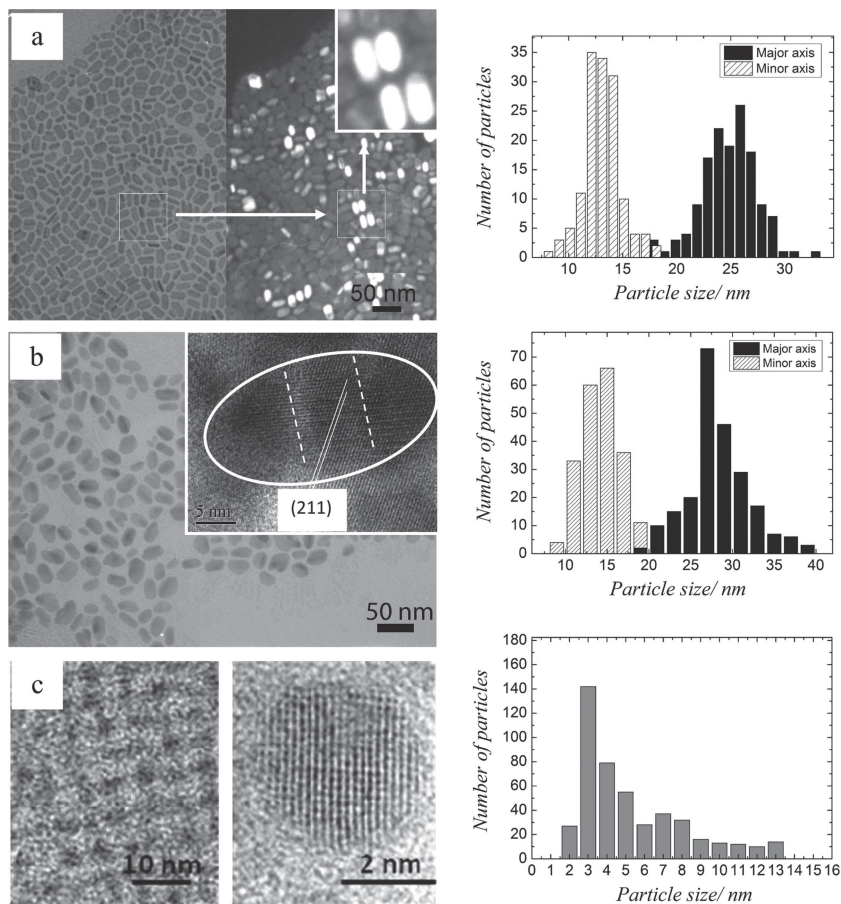 a
50 nm
Number of particles
35
30
25
20
15
10
5
0
Major axis
Minor axis
10 15 20 25 30
Particle size/ nm
b
(211)
5 nm
50 nm
Number of particles
70
60
50
40
30
20
10
0
Major axis
Minor axis
10 15 20 25 30 35 40
Particle size/ nm
c
10 nm
2 nm
Number of particles
180
160
140
120
100
80
60
40
20
0
0 1 2 3 4 5 6 7 8 9 10 11 12 13 14 15 16
Particle size/ nm